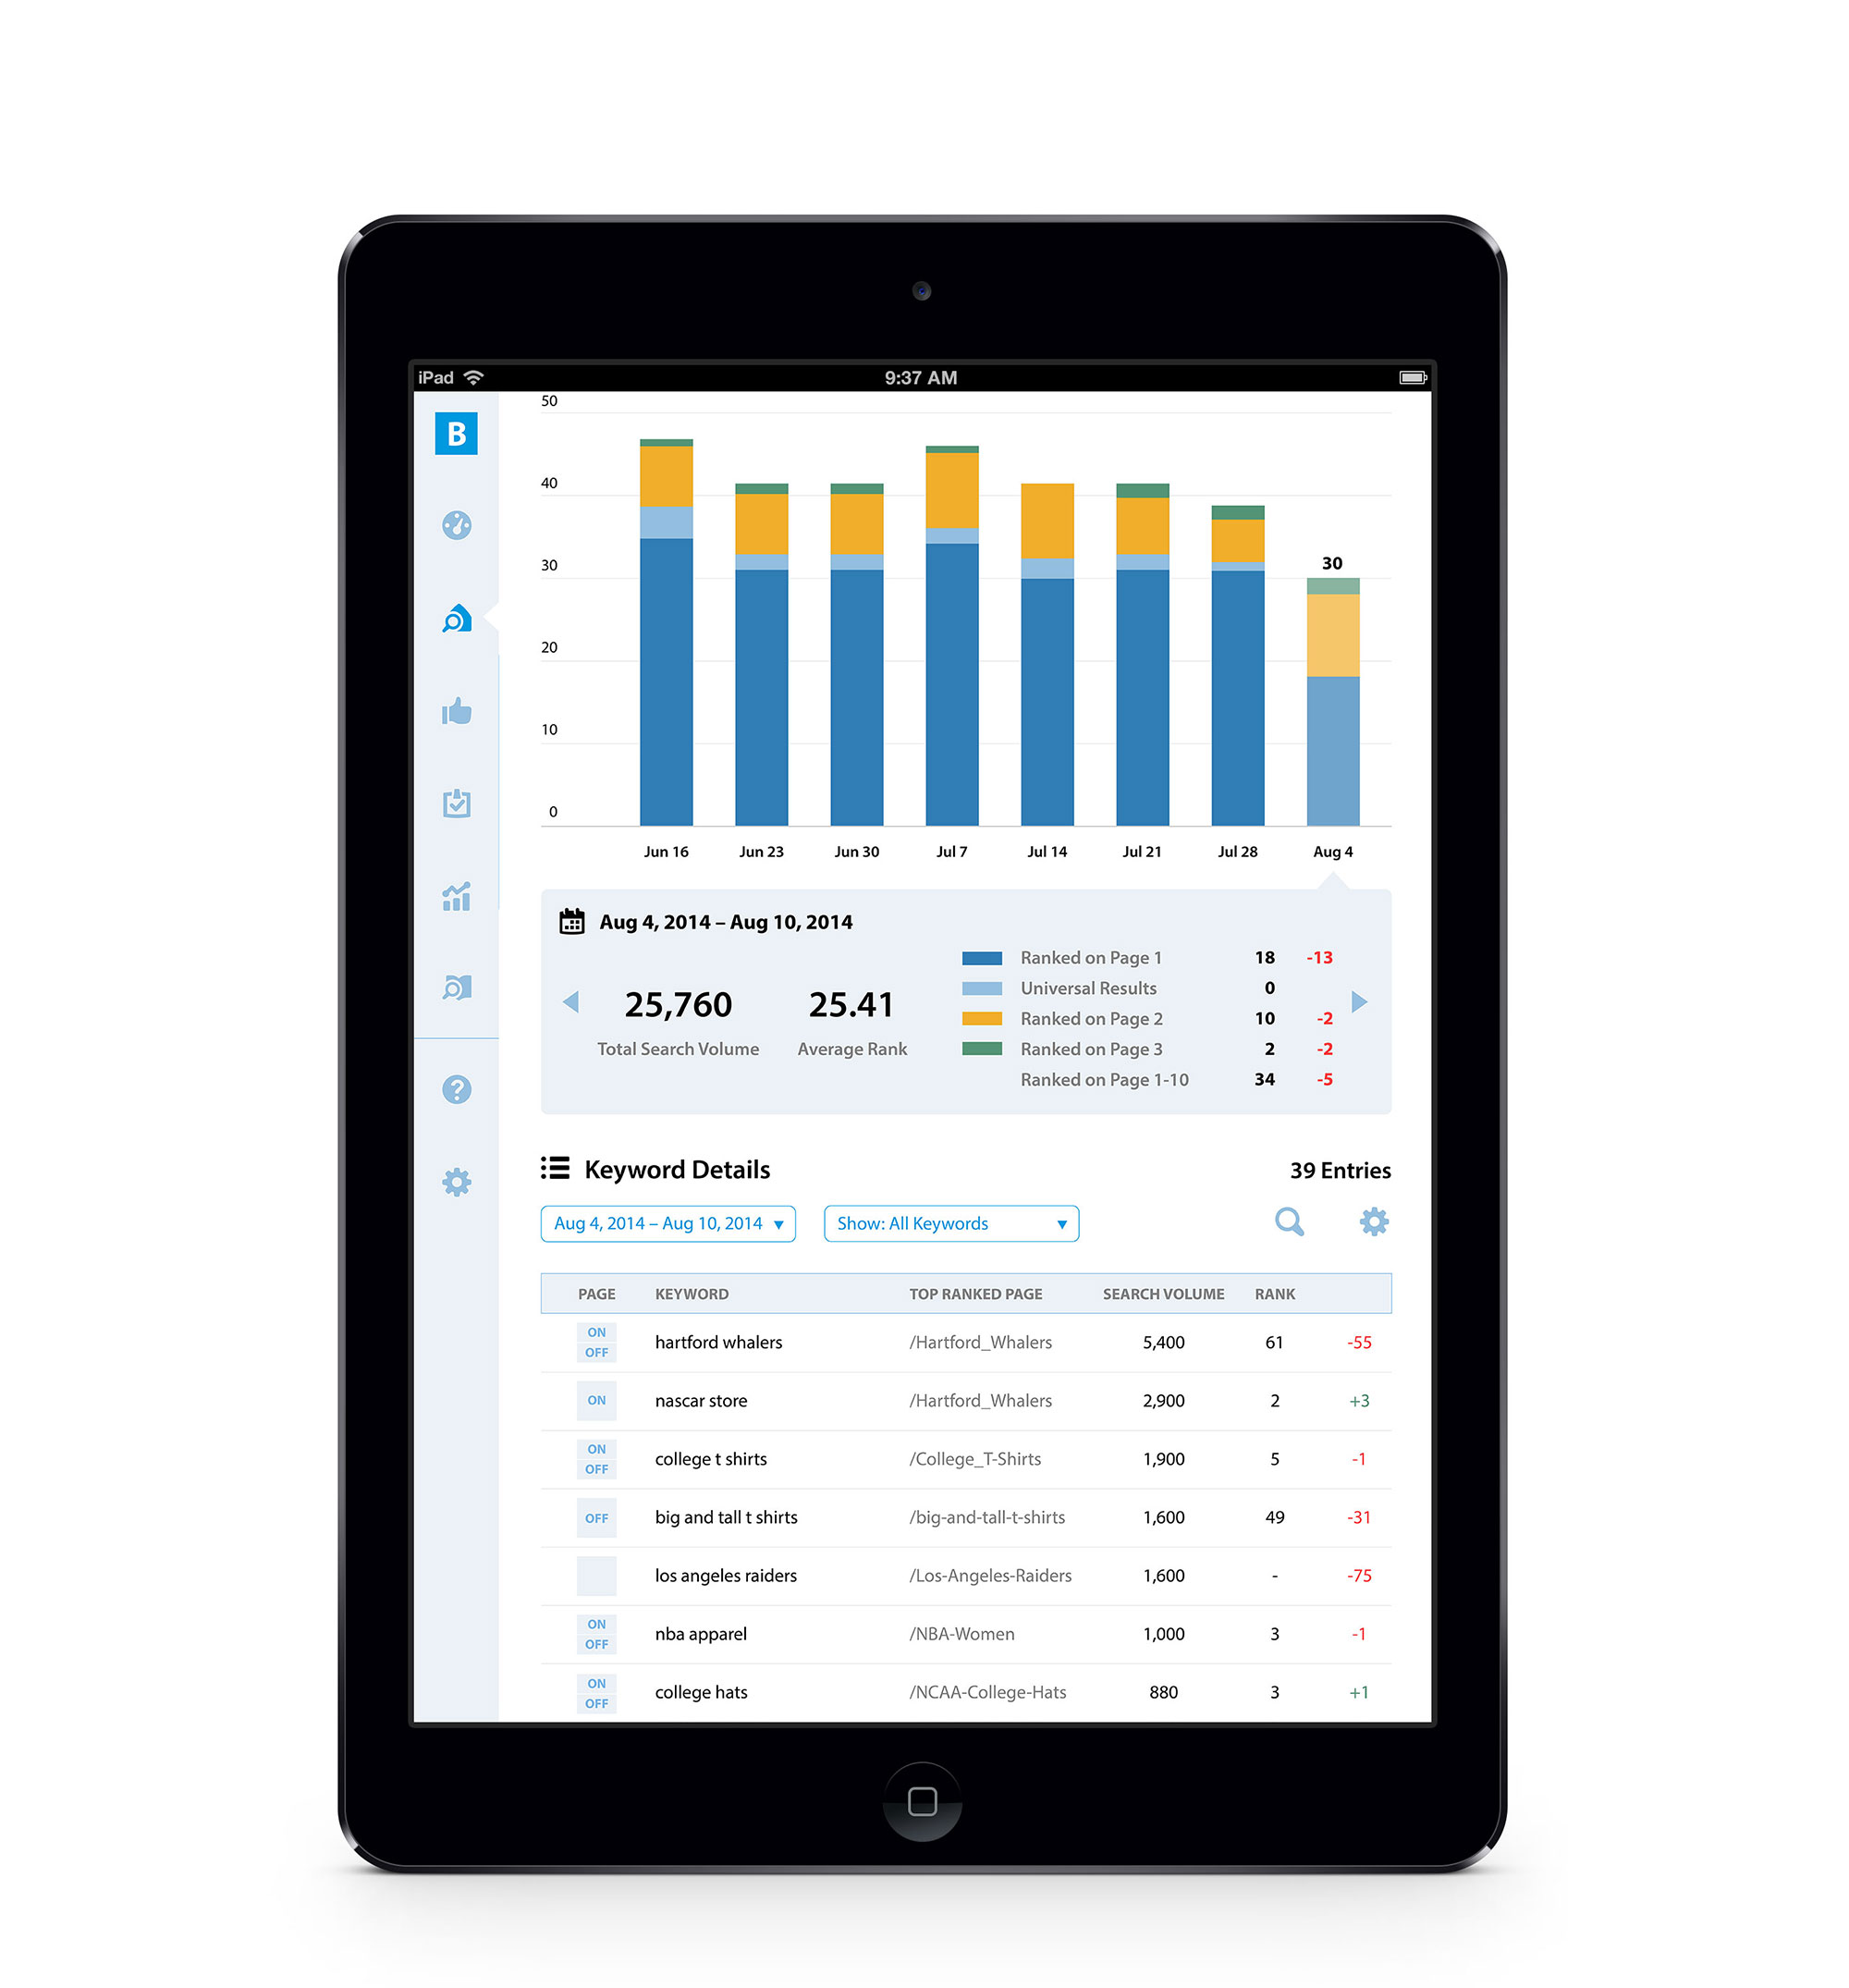 iPad 9:37 AM
B
50
40
30
20
10
0
30
Jun 16 Jun 23 Jun 30 Jul 7 Jul 14 Jul 21 Jul 28 Aug 4
Aug 4, 2014 – Aug 10, 2014
25,760
Total Search Volume
25.41
Average Rank
Ranked on Page 1 18 -13
Universal Results 0
Ranked on Page 2 10 -2
Ranked on Page 3 2 -2
Ranked on Page 1-10 34 -5
?
Keyword Details 39 Entries
Aug 4, 2014 – Aug 10, 2014 ▼ Show: All Keywords ▼
PAGE KEYWORD TOP RANKED PAGE SEARCH VOLUME RANK
ON
OFF
hartford whalers /Hartford_Whalers 5,400 61 -55
ON nascar store /Hartford_Whalers 2,900 2 +3
ON
OFF
college t shirts /College_T-Shirts 1,900 5 -1
OFF big and tall t shirts /big-and-tall-t-shirts 1,600 49 -31
los angeles raiders /Los-Angeles-Raiders 1,600 - -75
ON
OFF
nba apparel /NBA-Women 1,000 3 -1
ON
OFF
college hats /NCAA-College-Hats 880 3 +1